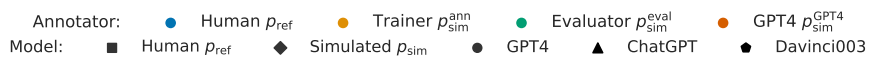 Annotator: Human p_ref Trainer p_sim^ann Evaluator p_sim^eval GPT4 p_sim^GPT4
Model: Human p_ref Simulated p_sim GPT4 ChatGPT Davinci003